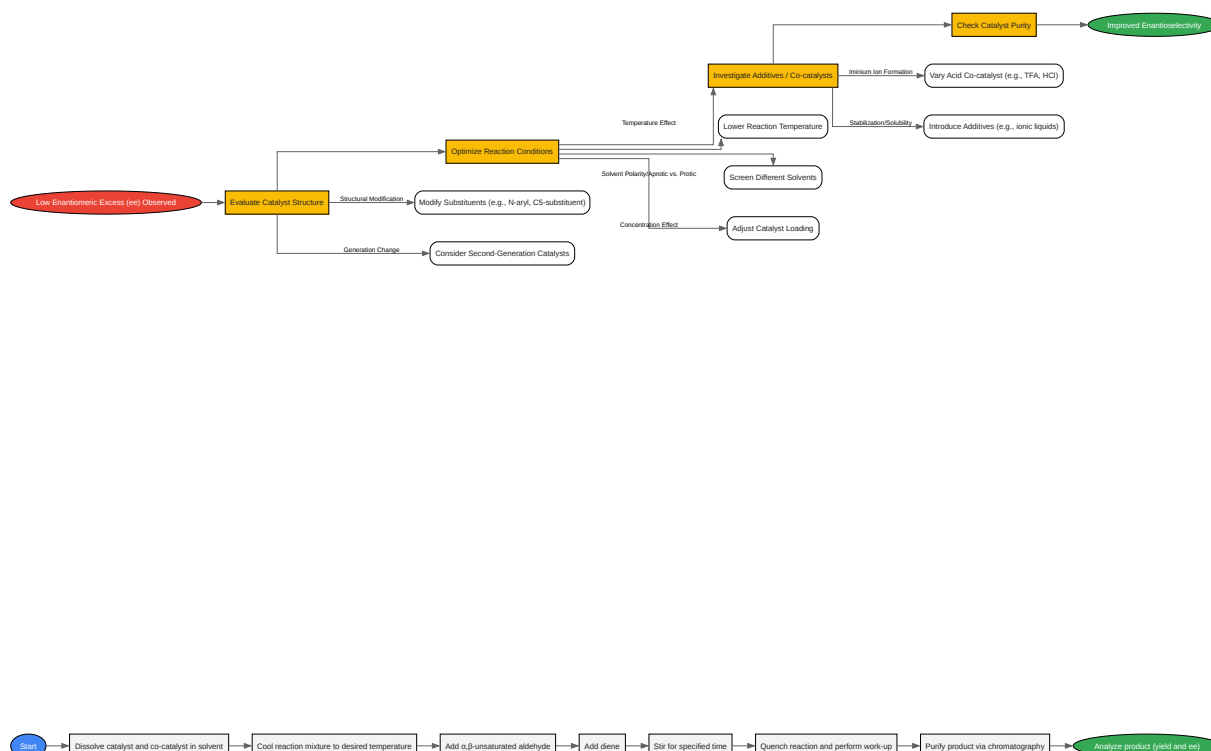 Check Catalyst Purity
Improved Enantioselectivity
Investigate Additives / Co-catalysts
Iminium Ion Formation
Vary Acid Co-catalyst (e.g., TFA, HCl)
Temperature Effect
Lower Reaction Temperature
Stabilization/Solubility
Introduce Additives (e.g., ionic liquids)
Optimize Reaction Conditions
Solvent Polarity/Aprotic vs. Protic
Screen Different Solvents
Low Enantiomeric Excess (ee) Observed
Evaluate Catalyst Structure
Structural Modification
Modify Substituents (e.g., N-aryl, C5-substituent)
Concentration Effect
Adjust Catalyst Loading
Generation Change
Consider Second-Generation Catalysts
Start
Dissolve catalyst and co-catalyst in solvent
Cool reaction mixture to desired temperature
Add α,β-unsaturated aldehyde
Add diene
Stir for specified time
Quench reaction and perform work-up
Purify product via chromatography
Analyze product (yield and ee)